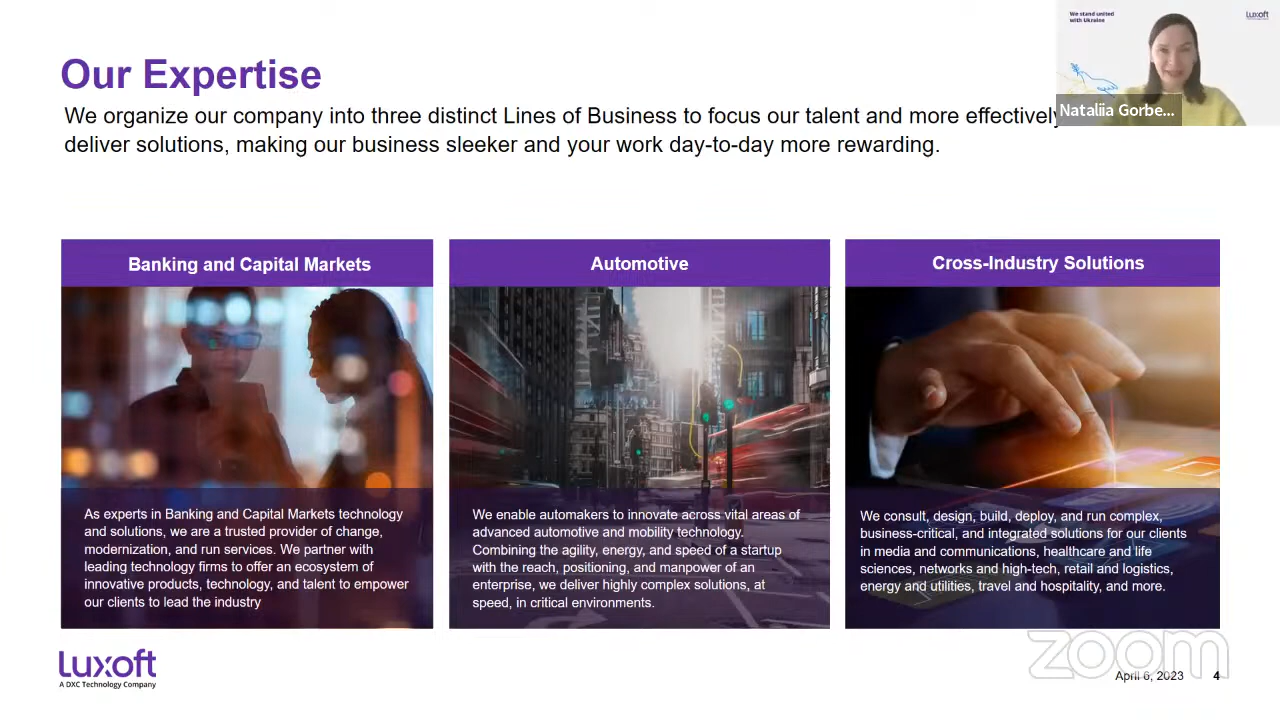 We stand united
with Ukraine
Luxoft
Nataliia Gorbe...
Our Expertise
We organize our company into three distinct Lines of Business to focus our talent and more effectively
deliver solutions, making our business sleeker and your work day-to-day more rewarding.
Banking and Capital Markets
As experts in Banking and Capital Markets technology
and solutions, we are a trusted provider of change,
modernization, and run services. We partner with
leading technology firms to offer an ecosystem of
innovative products, technology, and talent to empower
our clients to lead the industry
Automotive
We enable automakers to innovate across vital areas of
advanced automotive and mobility technology.
Combining the agility, energy, and speed of a startup
with the reach, positioning, and manpower of an
enterprise, we deliver highly complex solutions, at
speed, in critical environments.
Cross-Industry Solutions
We consult, design, build, deploy, and run complex,
business-critical, and integrated solutions for our clients
in media and communications, healthcare and life
sciences, networks and high-tech, retail and logistics,
energy and utilities, travel and hospitality, and more.
Luxoft
A DXC Technology Company
zoom
April 6, 2023 4